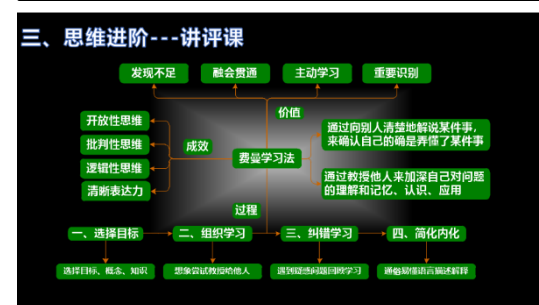 三、思维进阶---讲评课
发现不足
融会贯通
主动学习
重要识别
价值
开放性思维
批判性思维
逻辑性思维
清晰表达力
成效
费曼学习法
通过向别人清楚地解说某件事，
来确认自己的确是弄懂了某件事
通过教授他人来加深自己对问题
的理解和记忆、认识、应用
过程
一、选择目标
二、组织学习
三、纠错学习
四、简化内化
选择目标、概念、知识
想象尝试教授给他人
遇到疑惑问题回顾学习
通俗易懂语言描述解释